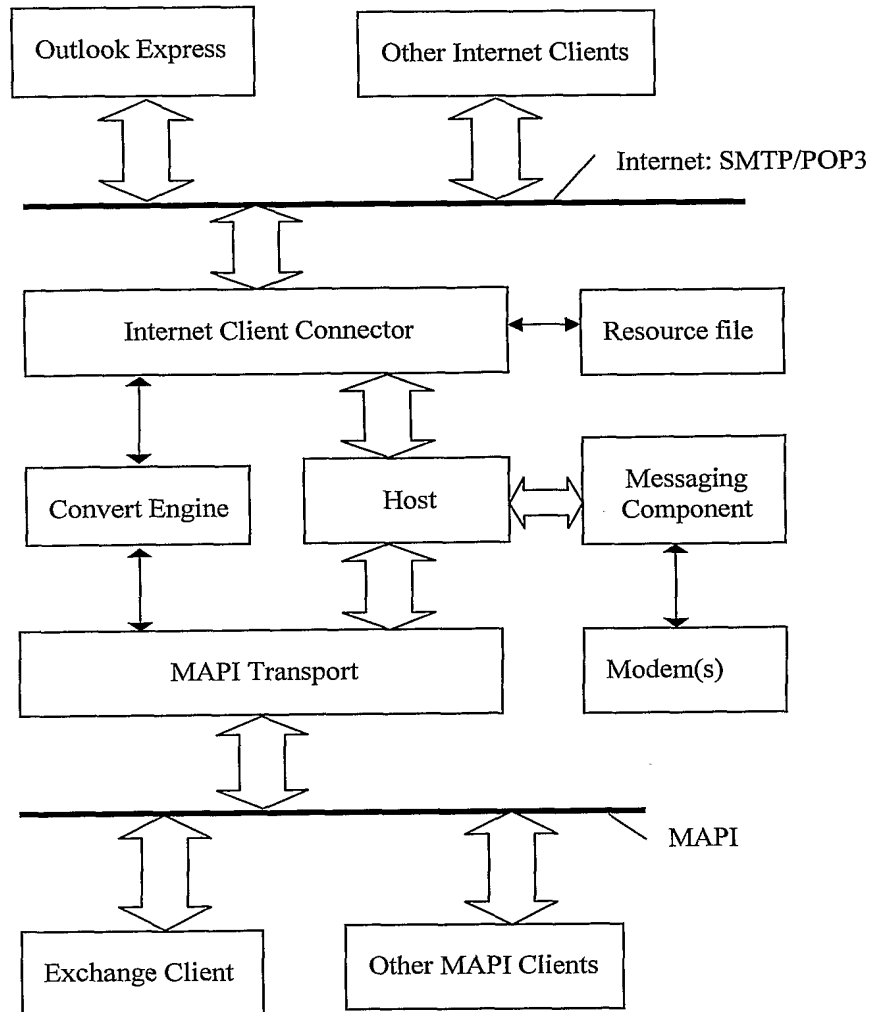 Outlook Express
Other Internet Clients
Internet: SMTP/POP3
Internet Client Connector
Resource file
Convert Engine
Host
Messaging
Component
MAPI Transport
Modem(s)
MAPI
Exchange Client
Other MAPI Clients